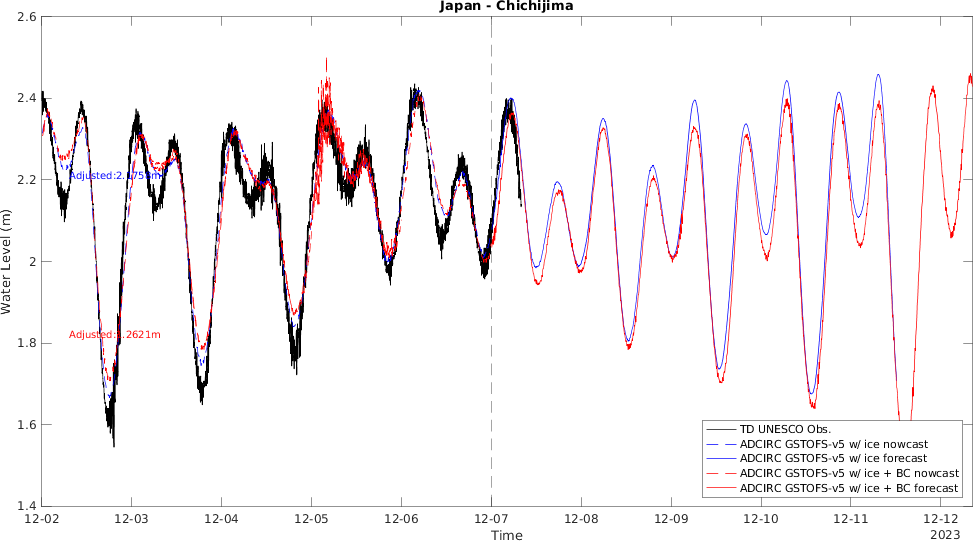 Japan - Chichijima
2.6
2.4
2.2
2
1.8
1.6
1.4
Water Level (m)
12-02
12-03
12-04
12-05
12-06
12-07
12-08
12-09
12-10
12-11
12-12
2023
Time
TD UNESCO Obs.
ADCIRC GSTOFS-v5 w/ ice nowcast
ADCIRC GSTOFS-v5 w/ ice forecast
ADCIRC GSTOFS-v5 w/ ice + BC nowcast
ADCIRC GSTOFS-v5 w/ ice + BC forecast